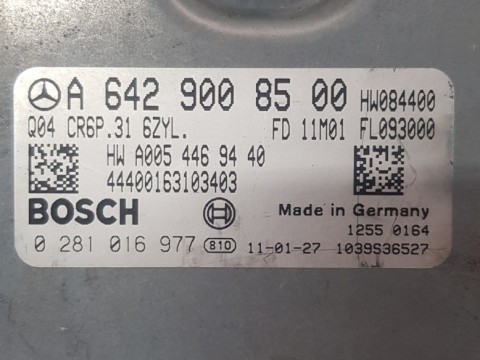 A 642 900 85 00 HW084400
Q04 CR6P.31 6ZYL. FD 11M01 FL093000
HW A005 446 94 40
44400163103403
BOSCH Made in Germany
1255 0164
0 281 016 977 810 11-01-27 1039S36527